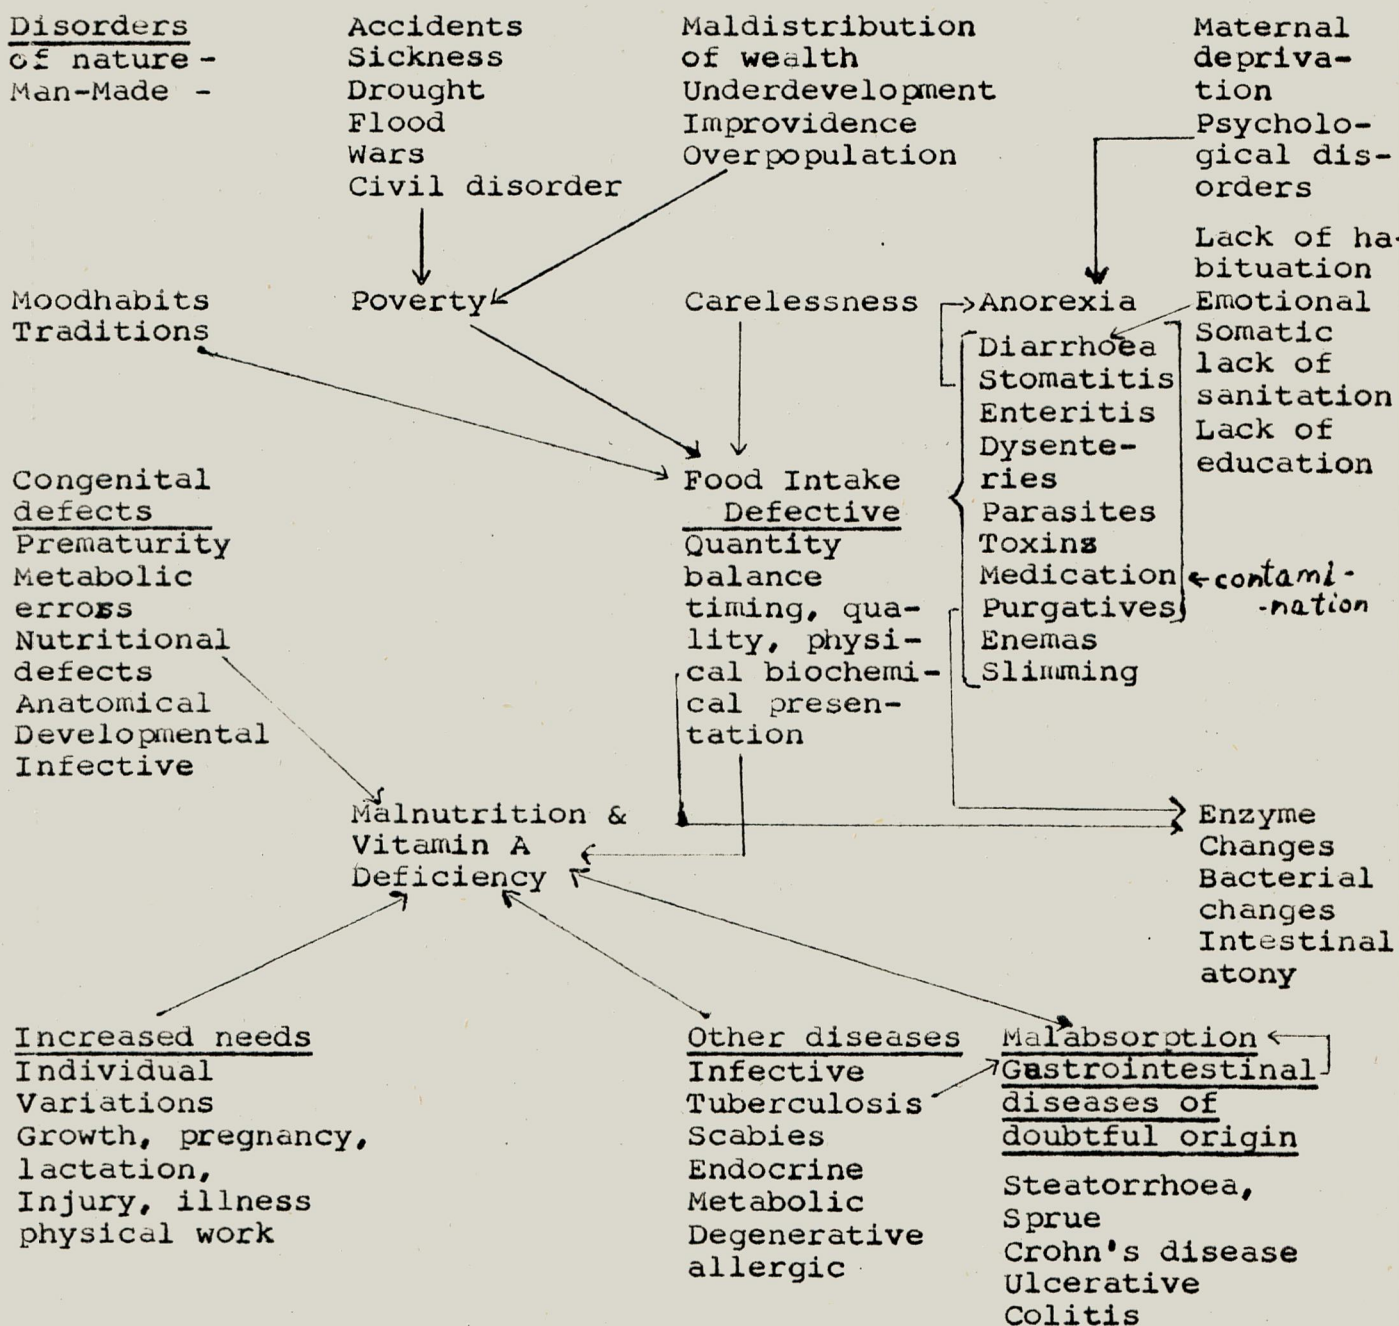 Disorders
of nature -
Man-Made -
Accidents
Sickness
Drought
Flood
Wars
Civil disorder
Maldistribution
of wealth
Underdevelopment
Improvidence
Overpopulation
Maternal
depriva-
tion
Psycholo-
gical dis-
orders
Lack of ha-
bituation
Emotional
Somatic
lack of
sanitation
Lack of
education
Moodhabits
Traditions
Poverty
Carelessness
Anorexia
Diarrhoea
Stomatitis
Enteritis
Dysente-
ries
Parasites
Toxins
Medication
Purgatives
Enemas
Slimming
contami-
-nation
Congenital
defects
Prematurity
Metabolic
errors
Nutritional
defects
Anatomical
Developmental
Infective
Food Intake
Defective
Quantity
balance
timing, qua-
lity, physi-
cal biochemi-
cal presen-
tation
Malnutrition &
Vitamin A
Deficiency
Enzyme
Changes
Bacterial
changes
Intestinal
atony
Increased needs
Individual
Variations
Growth, pregnancy,
lactation,
Injury, illness
physical work
Other diseases
Infective
Tuberculosis
Scabies
Endocrine
Metabolic
Degenerative
allergic
Malabsorption
Gastrointestinal
diseases of
doubtful origin
Steatorrhoea,
Sprue
Crohn's disease
Ulcerative
Colitis